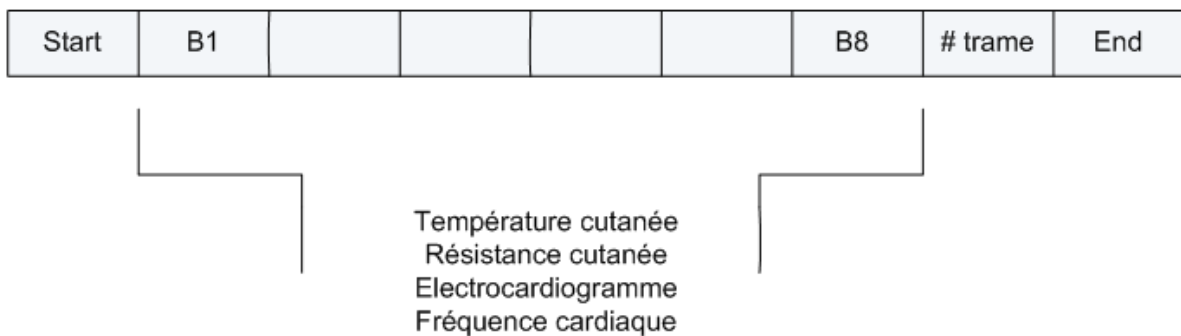 Start B1 B8 # trame End
Température cutanée
Résistance cutanée
Electrocardiogramme
Fréquence cardiaque